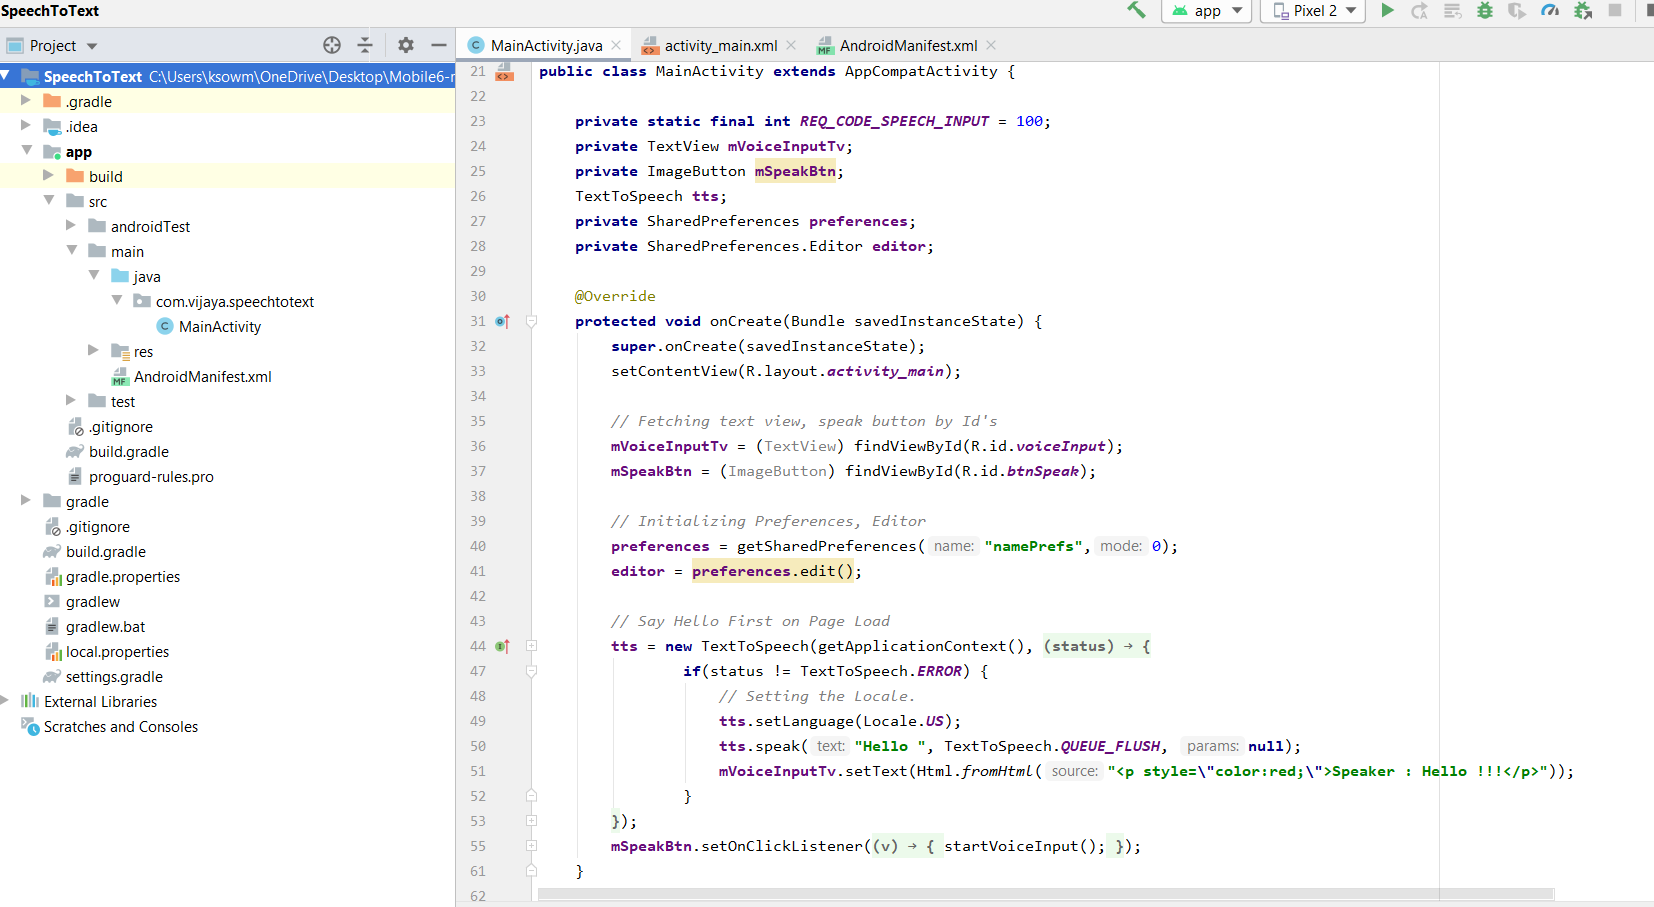 SpeechToText
app
Pixel 2
Project
MainActivity.java
activity_main.xml
AndroidManifest.xml
SpeechToText C:\Users\ksowm\OneDrive\Desktop\Mobile6-r
.gradle
.idea
app
build
src
androidTest
main
java
com.vijaya.speechtotext
MainActivity
res
AndroidManifest.xml
test
.gitignore
build.gradle
proguard-rules.pro
gradle
.gitignore
build.gradle
gradle.properties
gradlew
gradlew.bat
local.properties
settings.gradle
External Libraries
Scratches and Consoles
21 public class MainActivity extends AppCompatActivity {
22
23 private static final int REQ_CODE_SPEECH_INPUT = 100;
24 private TextView mVoiceInputTv;
25 private ImageButton mSpeakBtn;
26 TextToSpeech tts;
27 private SharedPreferences preferences;
28 private SharedPreferences.Editor editor;
29
30 @Override
31 protected void onCreate(Bundle savedInstanceState) {
32 super.onCreate(savedInstanceState);
33 setContentView(R.layout.activity_main);
34
35 // Fetching text view, speak button by Id's
36 mVoiceInputTv = (TextView) findViewById(R.id.voiceInput);
37 mSpeakBtn = (ImageButton) findViewById(R.id.btnSpeak);
38
39 // Initializing Preferences, Editor
40 preferences = getSharedPreferences( name: "namePrefs", mode: 0);
41 editor = preferences.edit();
42
43 // Say Hello First on Page Load
44 tts = new TextToSpeech(getApplicationContext(), (status) → {
47 if(status != TextToSpeech.ERROR) {
48 // Setting the Locale.
49 tts.setLanguage(Locale.US);
50 tts.speak( text: "Hello ", TextToSpeech.QUEUE_FLUSH, params: null);
51 mVoiceInputTv.setText(Html.fromHtml( source: "<p style=\"color:red;\">Speaker : Hello !!!</p>"));
52 }
53 });
55 mSpeakBtn.setOnClickListener((v) → { startVoiceInput(); });
61 }
62